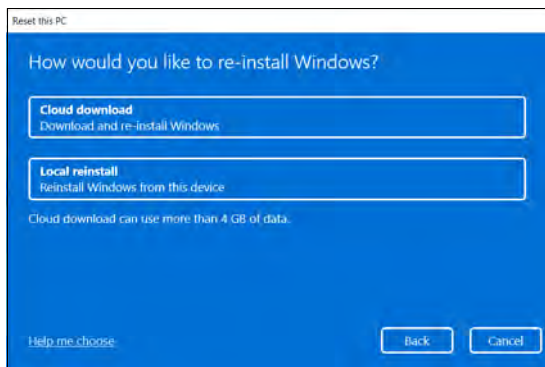 Reset this PC
How would you like to re-install Windows?
Cloud download
Download and re-install Windows
Local reinstall
Reinstall Windows from this device
Cloud download can use more than 4 GB of data.
Help me choose
Back
Cancel